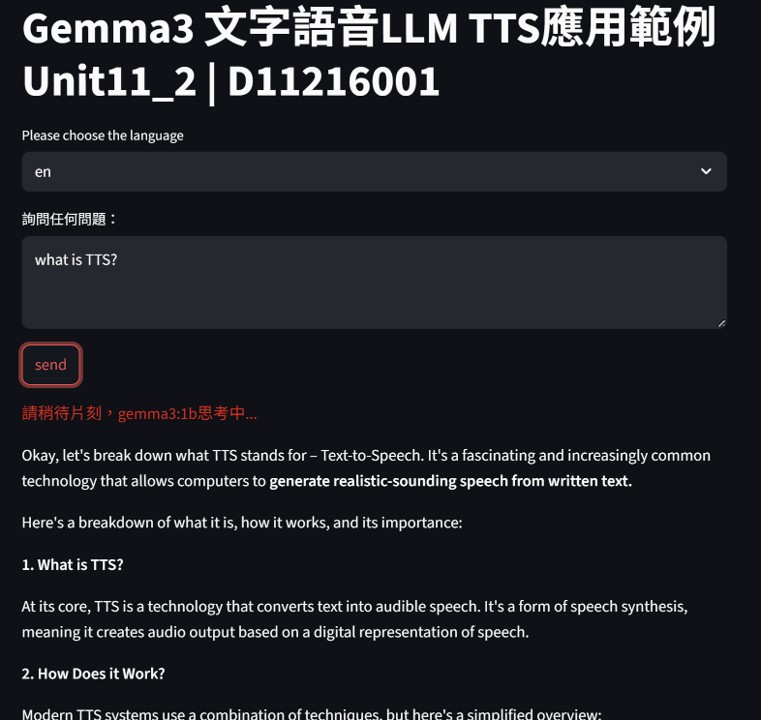 Gemma3 文字語音LLM TTS應用範例
Unit11_2 | D11216001
Please choose the language
en
詢問任何問題：
what is TTS?
send
請稍待片刻，gemma3:1b思考中...
Okay, let's break down what TTS stands for – Text-to-Speech. It's a fascinating and increasingly common
technology that allows computers to generate realistic-sounding speech from written text.
Here's a breakdown of what it is, how it works, and its importance:
1. What is TTS?
At its core, TTS is a technology that converts text into audible speech. It's a form of speech synthesis,
meaning it creates audio output based on a digital representation of speech.
2. How Does it Work?
Modern TTS systems use a combination of techniques, but here's a simplified overview: